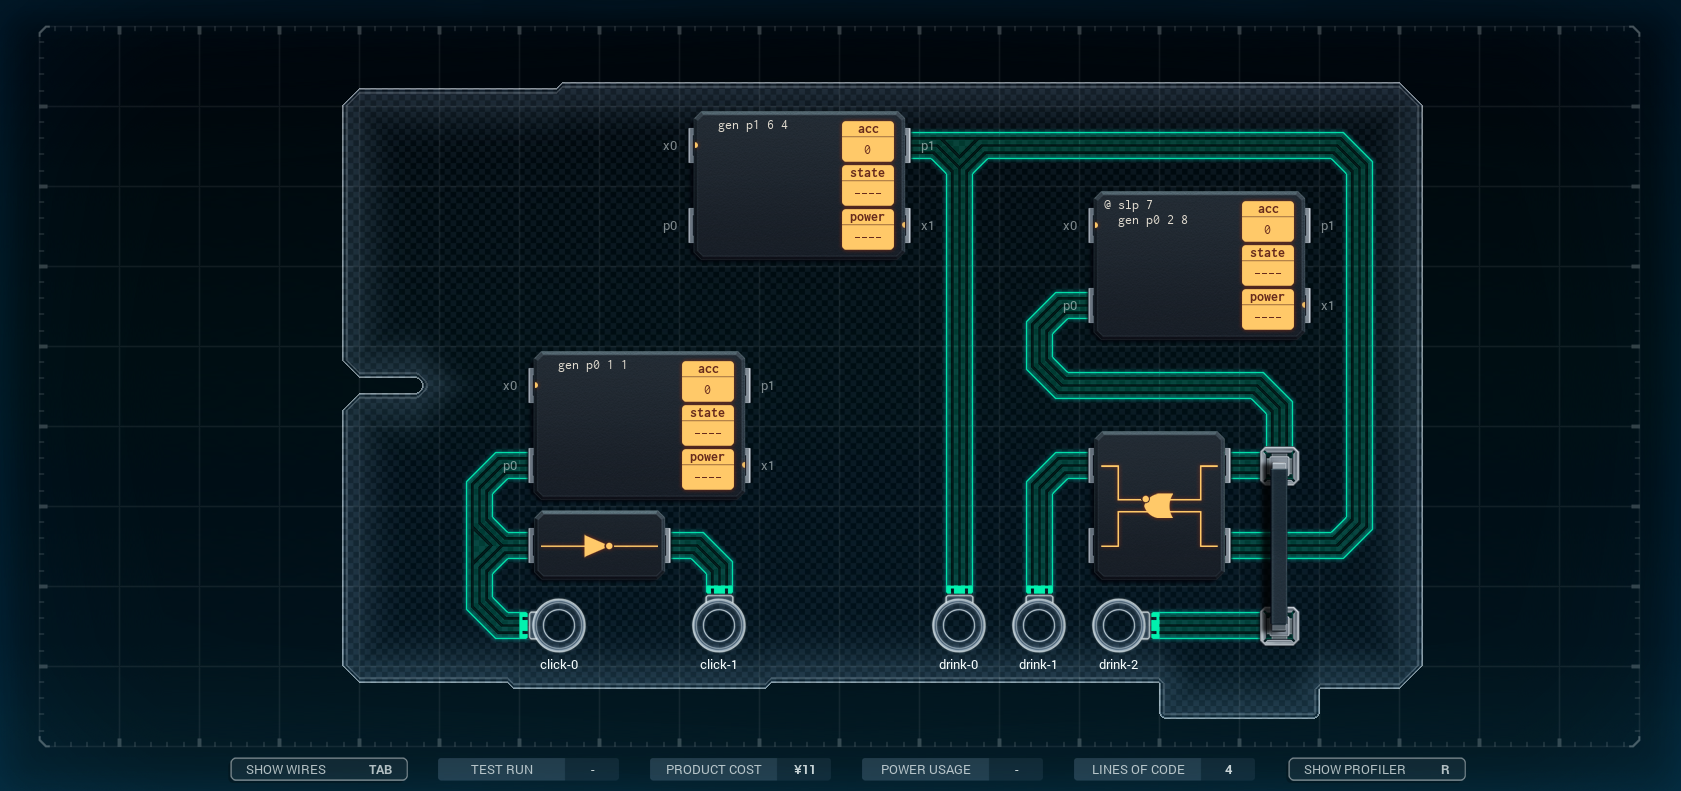 gen p1 6 4
acc
0
state
----
power
----
x0
p0
p1
x1
@ slp 7
gen p0 2 8
acc
0
state
----
power
----
x0
p0
p1
x1
gen p0 1 1
acc
0
state
----
power
----
x0
p0
p1
x1
click-0
click-1
drink-0
drink-1
drink-2
SHOW WIRES TAB
TEST RUN -
PRODUCT COST ¥11
POWER USAGE -
LINES OF CODE 4
SHOW PROFILER R